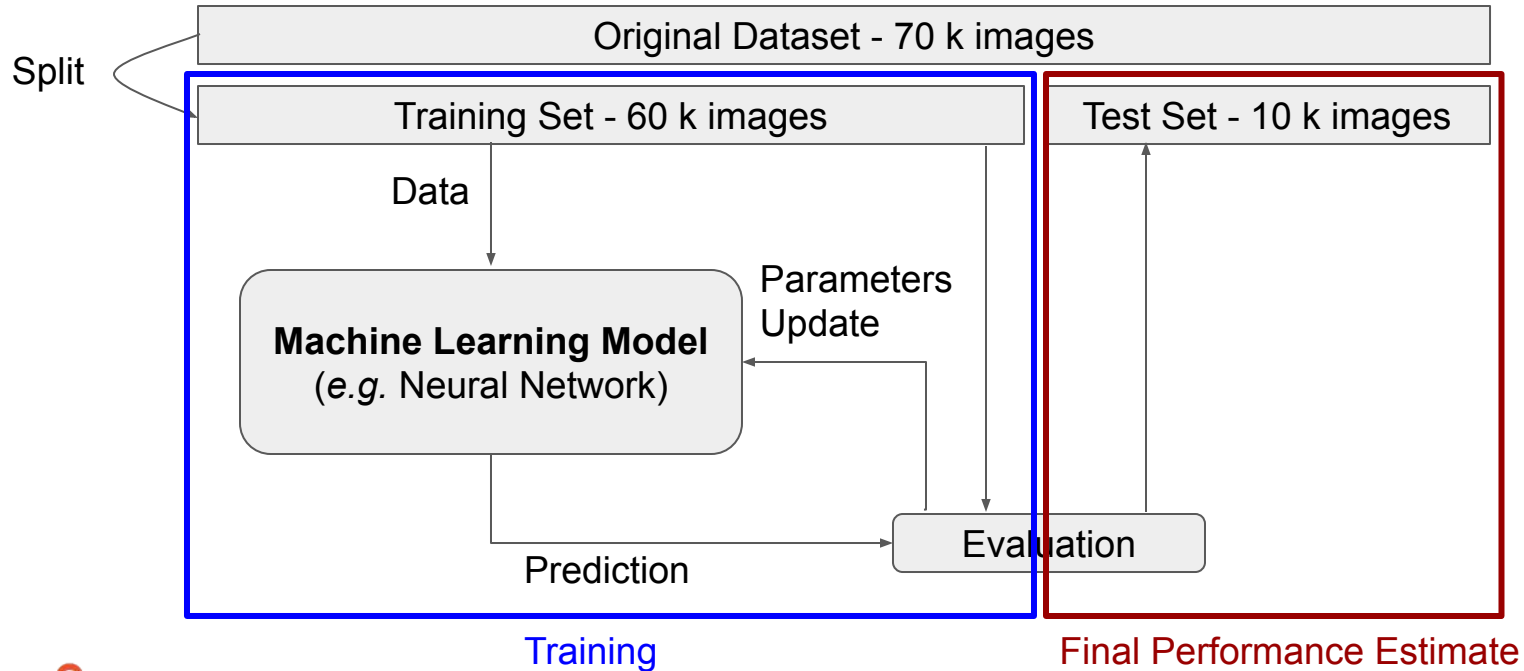 Original Dataset - 70 k images
Split
Training Set - 60 k images
Test Set - 10 k images
Data
Parameters
Update
Machine Learning Model
(e.g. Neural Network)
Evaluation
Prediction
Training
Final Performance Estimate